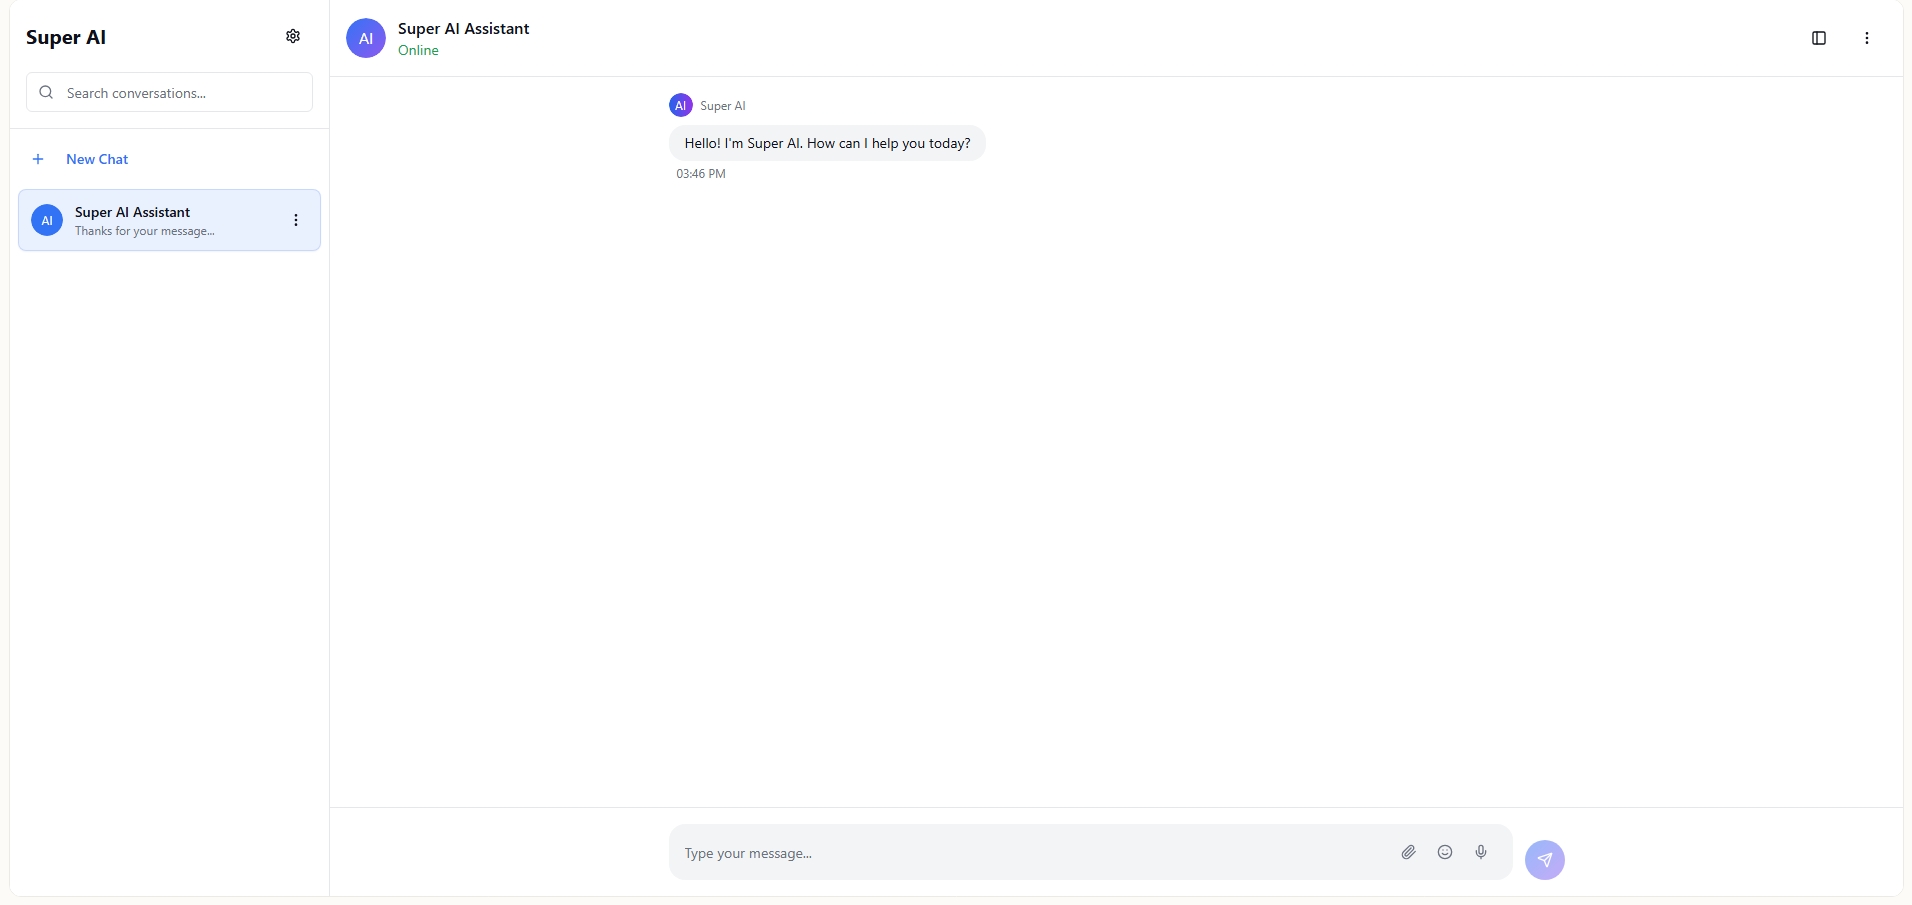 Super AI
Search conversations...
New Chat
AI
Super AI Assistant
Thanks for your message...
AI
Super AI Assistant
Online
AI
Super AI
Hello! I'm Super AI. How can I help you today?
03:46 PM
Type your message...